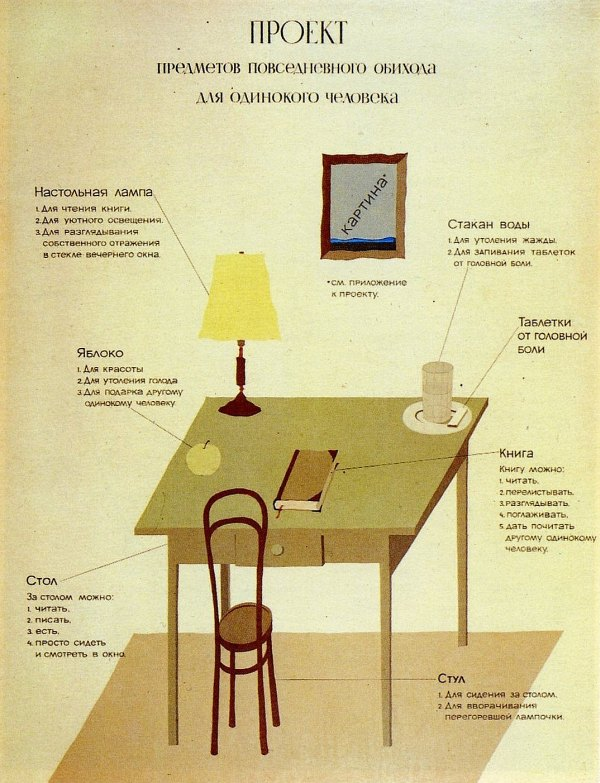 ПРОЕКТ
ПРЕДМЕТОВ ПОВСЕДНЕВНОГО ОБИХОДА
ДЛЯ ОДИНОКОГО ЧЕЛОВЕКА
Настольная лампа
1. Для чтения книги.
2. Для уютного освещения.
3. Для разглядывания
собственного отражения
в стекле вечернего окна.
КАРТИНА*
*см. приложение
к проекту.
Стакан воды
1. Для утоления жажды.
2. Для запивания таблеток
от головной боли.
Таблетки
от головной
боли
Яблоко
1. Для красоты
2. Для утоления голода
3. Для подарка другому
одинокому человеку.
Книга
Книгу можно:
1. читать,
2. перелистывать,
3. разглядывать,
4. поглаживать,
5. дать почитать
другому одинокому
человеку.
Стол
За столом можно:
1. читать,
2. писать,
3. есть,
4. просто сидеть
и смотреть в окно.
Стул
1. Для сидения за столом.
2. Для вворачивания
перегоревшей лампочки.